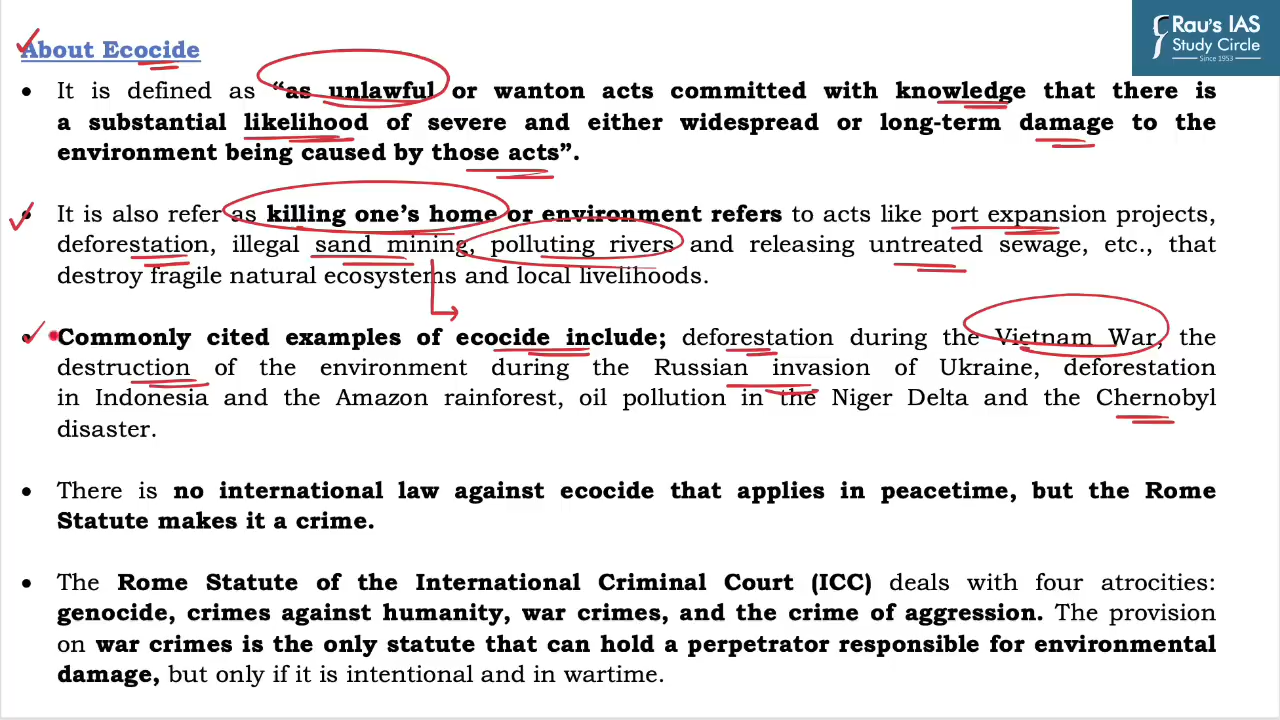 Rau's IAS
Study Circle
Since 1953
About Ecocide
• It is defined as “as unlawful or wanton acts committed with knowledge that there is
a substantial likelihood of severe and either widespread or long-term damage to the
environment being caused by those acts”.
• It is also refer as killing one’s home or environment refers to acts like port expansion projects,
deforestation, illegal sand mining, polluting rivers and releasing untreated sewage, etc., that
destroy fragile natural ecosystems and local livelihoods.
• Commonly cited examples of ecocide include; deforestation during the Vietnam War, the
destruction of the environment during the Russian invasion of Ukraine, deforestation
in Indonesia and the Amazon rainforest, oil pollution in the Niger Delta and the Chernobyl
disaster.
• There is no international law against ecocide that applies in peacetime, but the Rome
Statute makes it a crime.
• The Rome Statute of the International Criminal Court (ICC) deals with four atrocities:
genocide, crimes against humanity, war crimes, and the crime of aggression. The provision
on war crimes is the only statute that can hold a perpetrator responsible for environmental
damage, but only if it is intentional and in wartime.